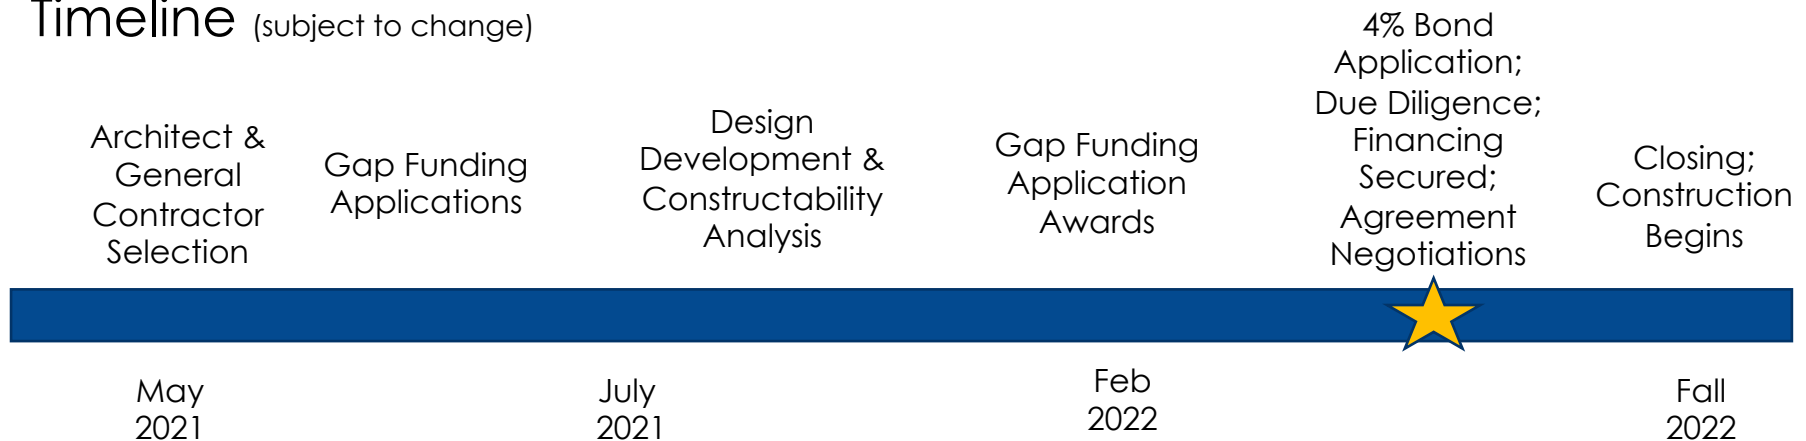 Timeline (subject to change)
Architect &
General
Contractor
Selection
Gap Funding
Applications
Design
Development &
Constructability
Analysis
Gap Funding
Application
Awards
4% Bond
Application;
Due Diligence;
Financing
Secured;
Agreement
Negotiations
Closing;
Construction
Begins
May
2021
July
2021
Feb
2022
Fall
2022